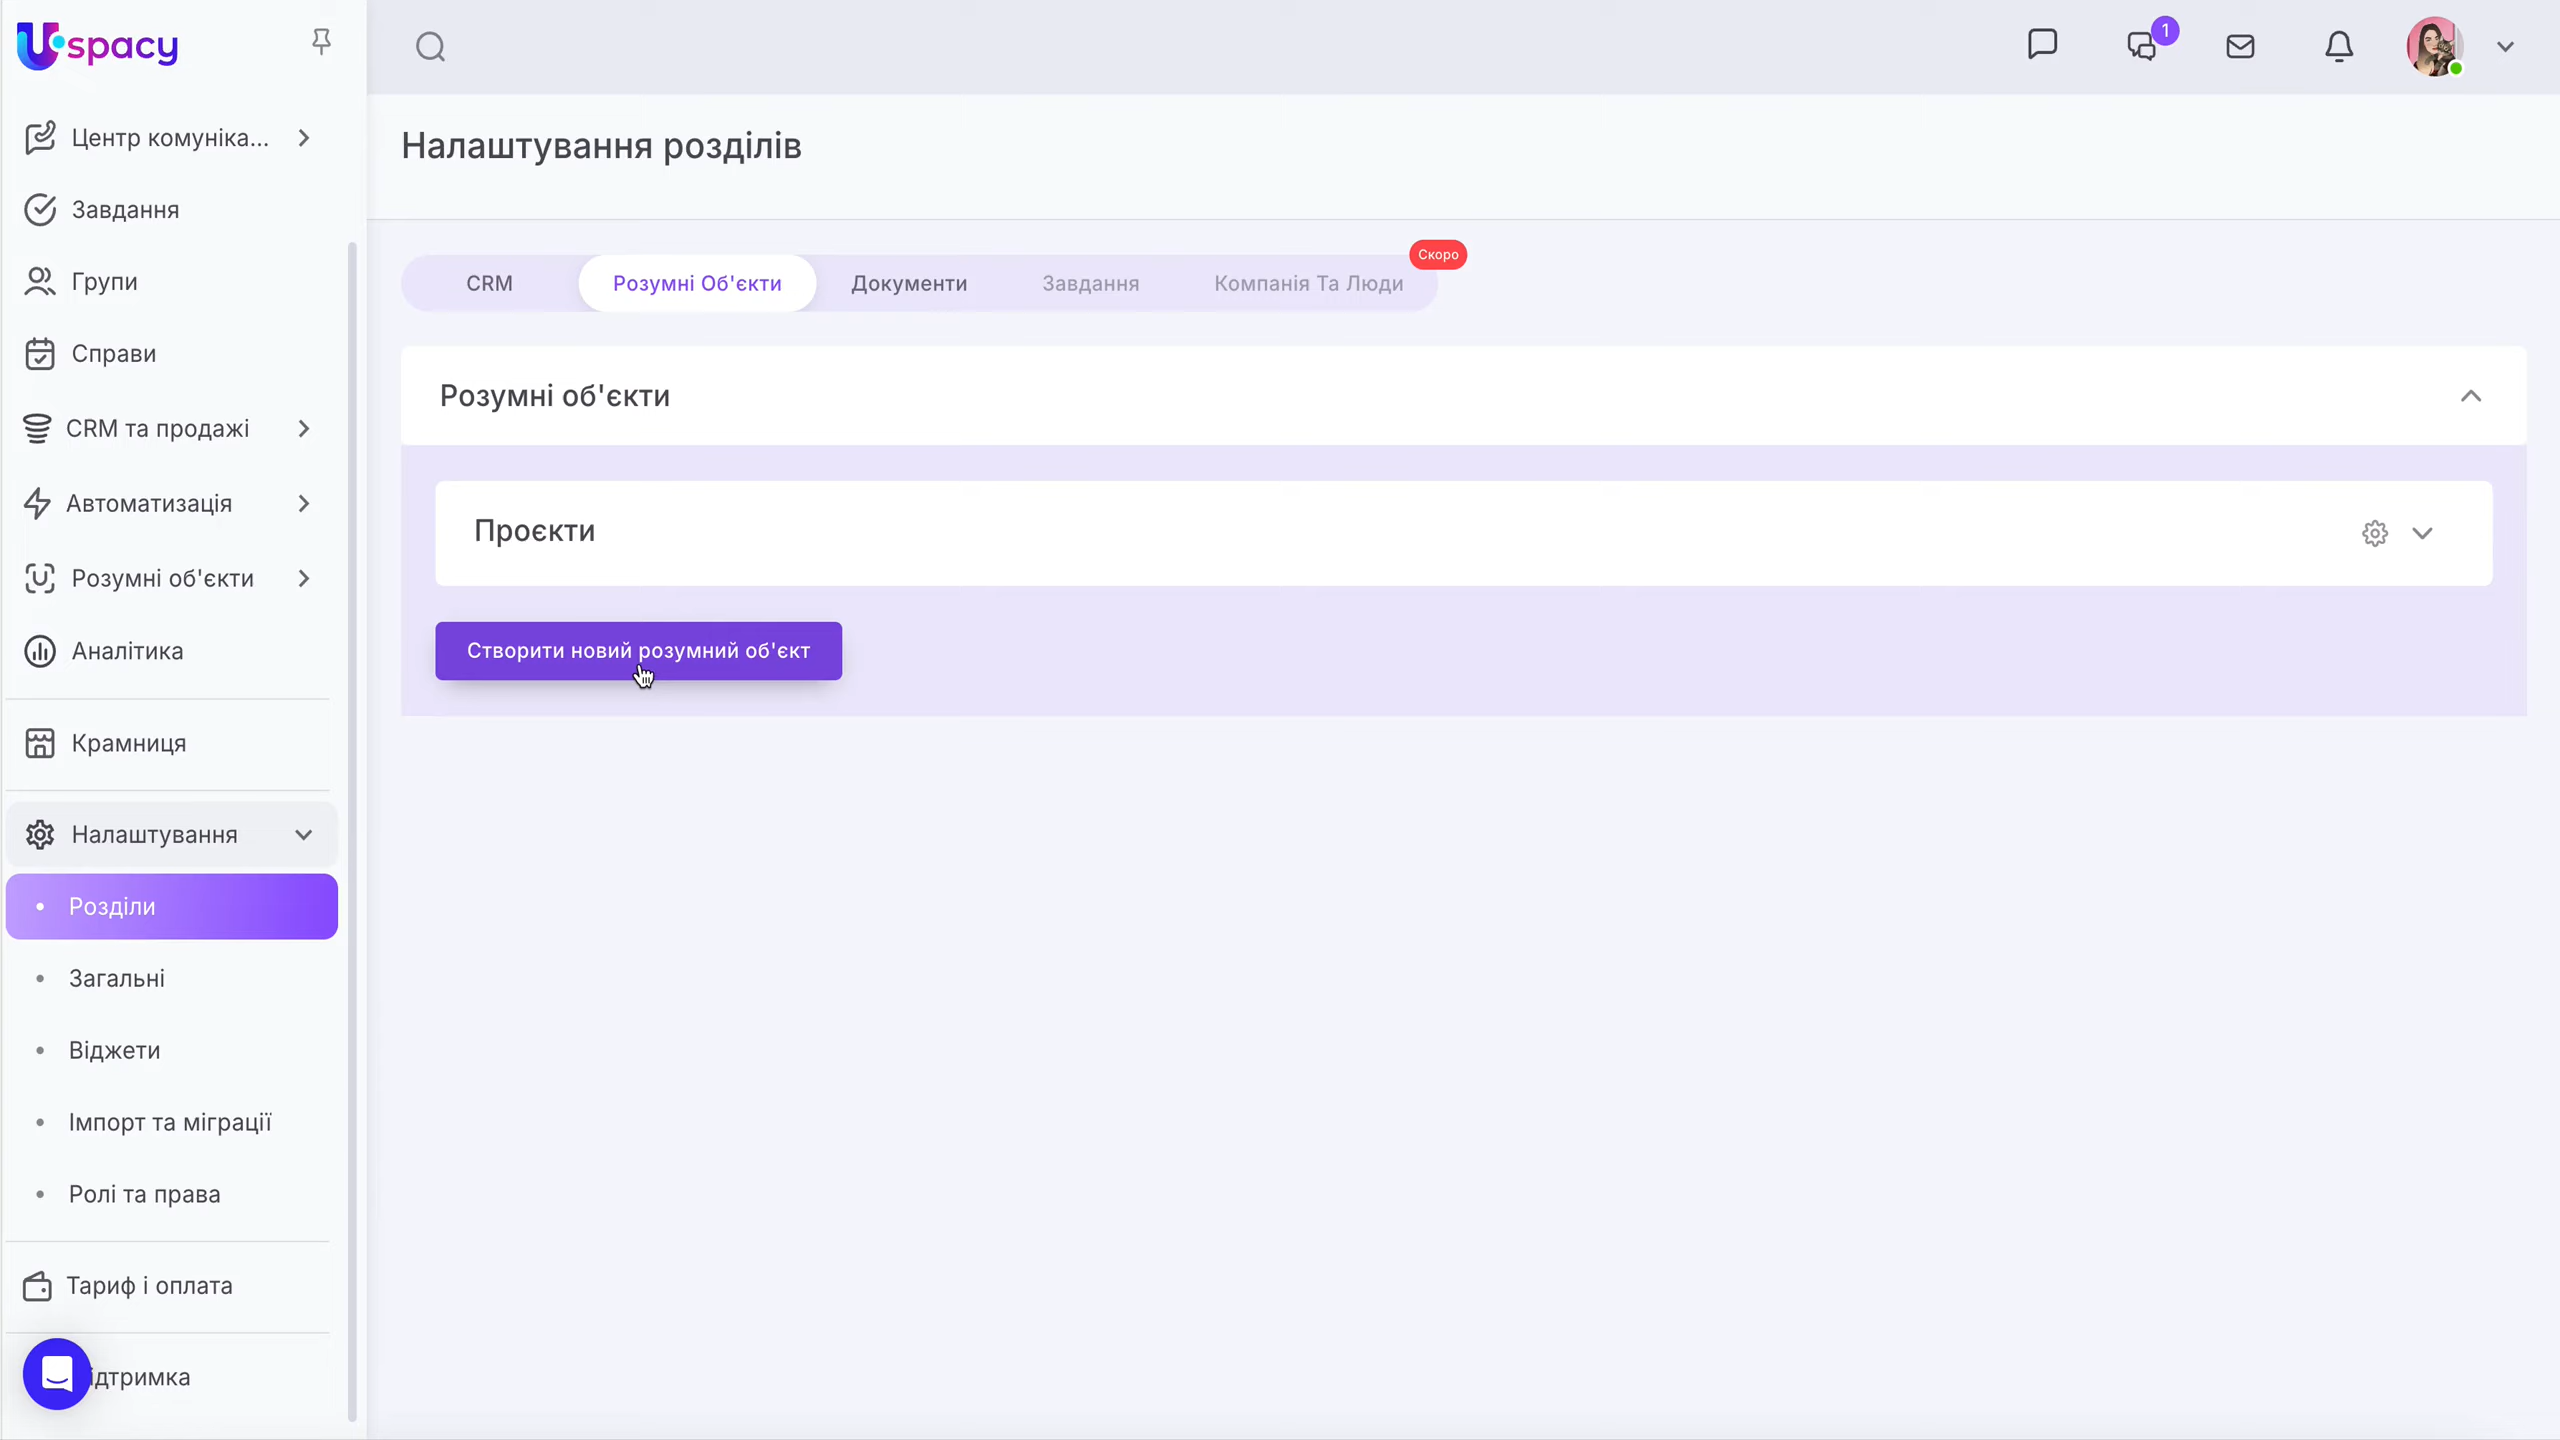 Uspacy
1
Центр комуніка...
Завдання
Групи
Справи
CRM та продажі
Автоматизація
Розумні об'єкти
Аналітика
Крамниця
Налаштування
Розділи
Загальні
Віджети
Імпорт та міграції
Ролі та права
Тариф і оплата
ідтримка
Налаштування розділів
CRM
Розумні Об'єкти
Документи
Завдання
Компанія Та Люди
Скоро
Розумні об'єкти
Проєкти
Створити новий розумний об'єкт